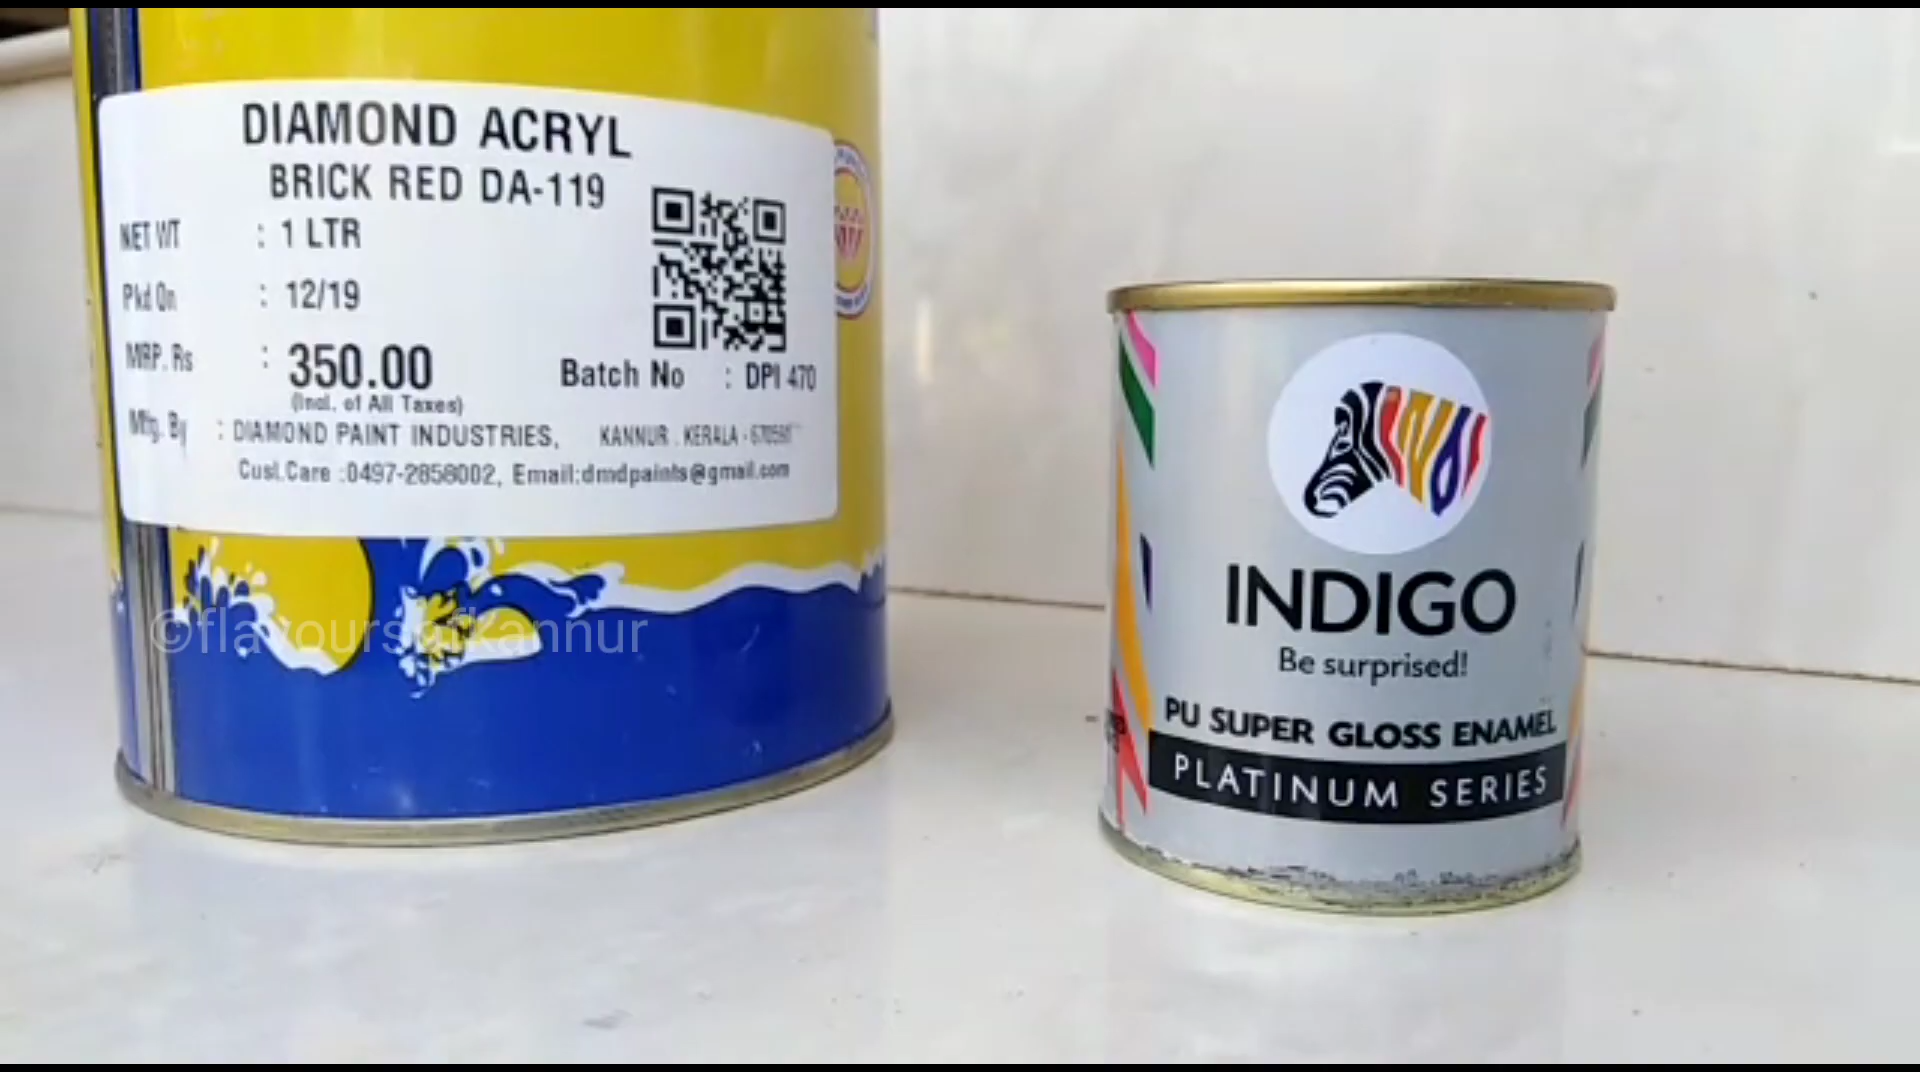 DIAMOND ACRYL
BRICK RED DA-119
NET WT : 1 LTR
Pkd On : 12/19
MRP. Rs : 350.00
(Incl. of All Taxes)
Batch No : DPI 470
Mfg. By : DIAMOND PAINT INDUSTRIES, KANNUR . KERALA -
Cust.Care :0497-2858002, Email:dmdpaints@gmail.com
©flavoursofkannur
INDIGO
Be surprised!
PU SUPER GLOSS ENAMEL
PLATINUM SERIES